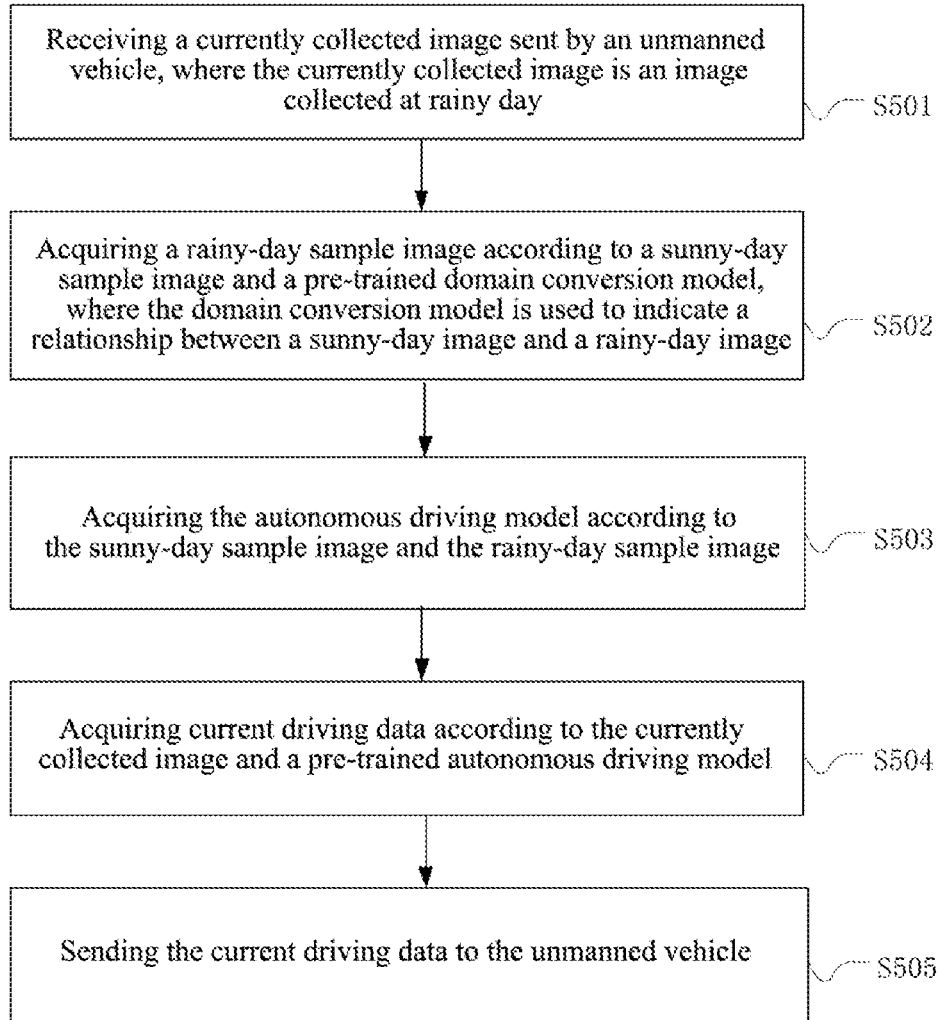 Receiving a currently collected image sent by an unmanned
vehicle, where the currently collected image is an image
collected at rainy day
S501
Acquiring a rainy-day sample image according to a sunny-day
sample image and a pre-trained domain conversion model,
where the domain conversion model is used to indicate a
relationship between a sunny-day image and a rainy-day image
S502
Acquiring the autonomous driving model according to
the sunny-day sample image and the rainy-day sample image
S503
Acquiring current driving data according to the currently
collected image and a pre-trained autonomous driving model
S504
Sending the current driving data to the unmanned vehicle
S505